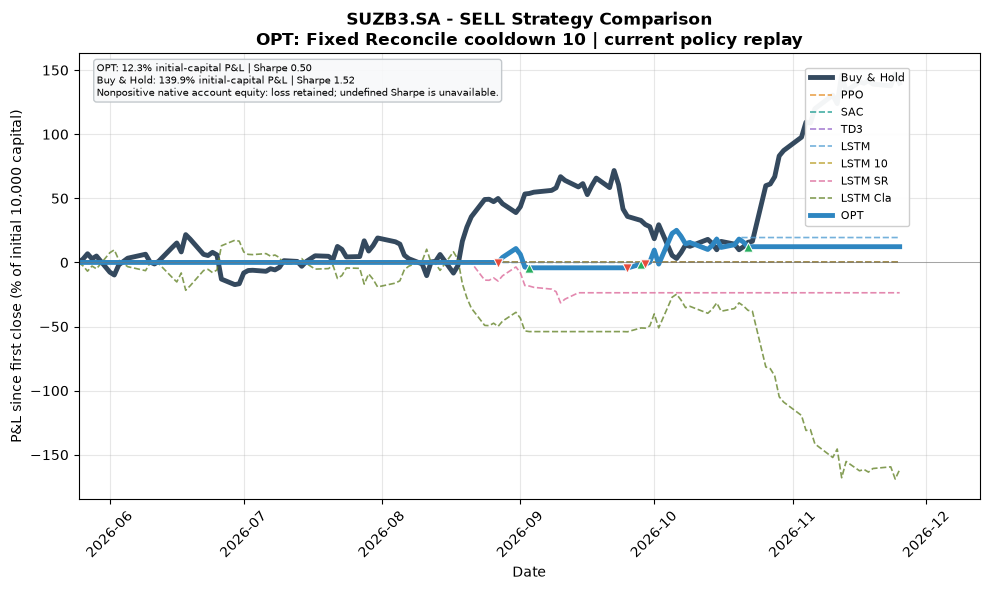 SUZB3.SA - SELL Strategy Comparison
OPT: Fixed Reconcile cooldown 10 | current policy replay
OPT: 12.3% initial-capital P&L | Sharpe 0.50
Buy & Hold: 139.9% initial-capital P&L | Sharpe 1.52
Nonpositive native account equity: loss retained; undefined Sharpe is unavailable.
Buy & Hold
PPO
SAC
TD3
LSTM
LSTM 10
LSTM SR
LSTM Cla
OPT
P&L since first close (% of initial 10,000 capital)
150
100
50
0
−50
−100
−150
2026-06
2026-07
2026-08
2026-09
2026-10
2026-11
2026-12
Date